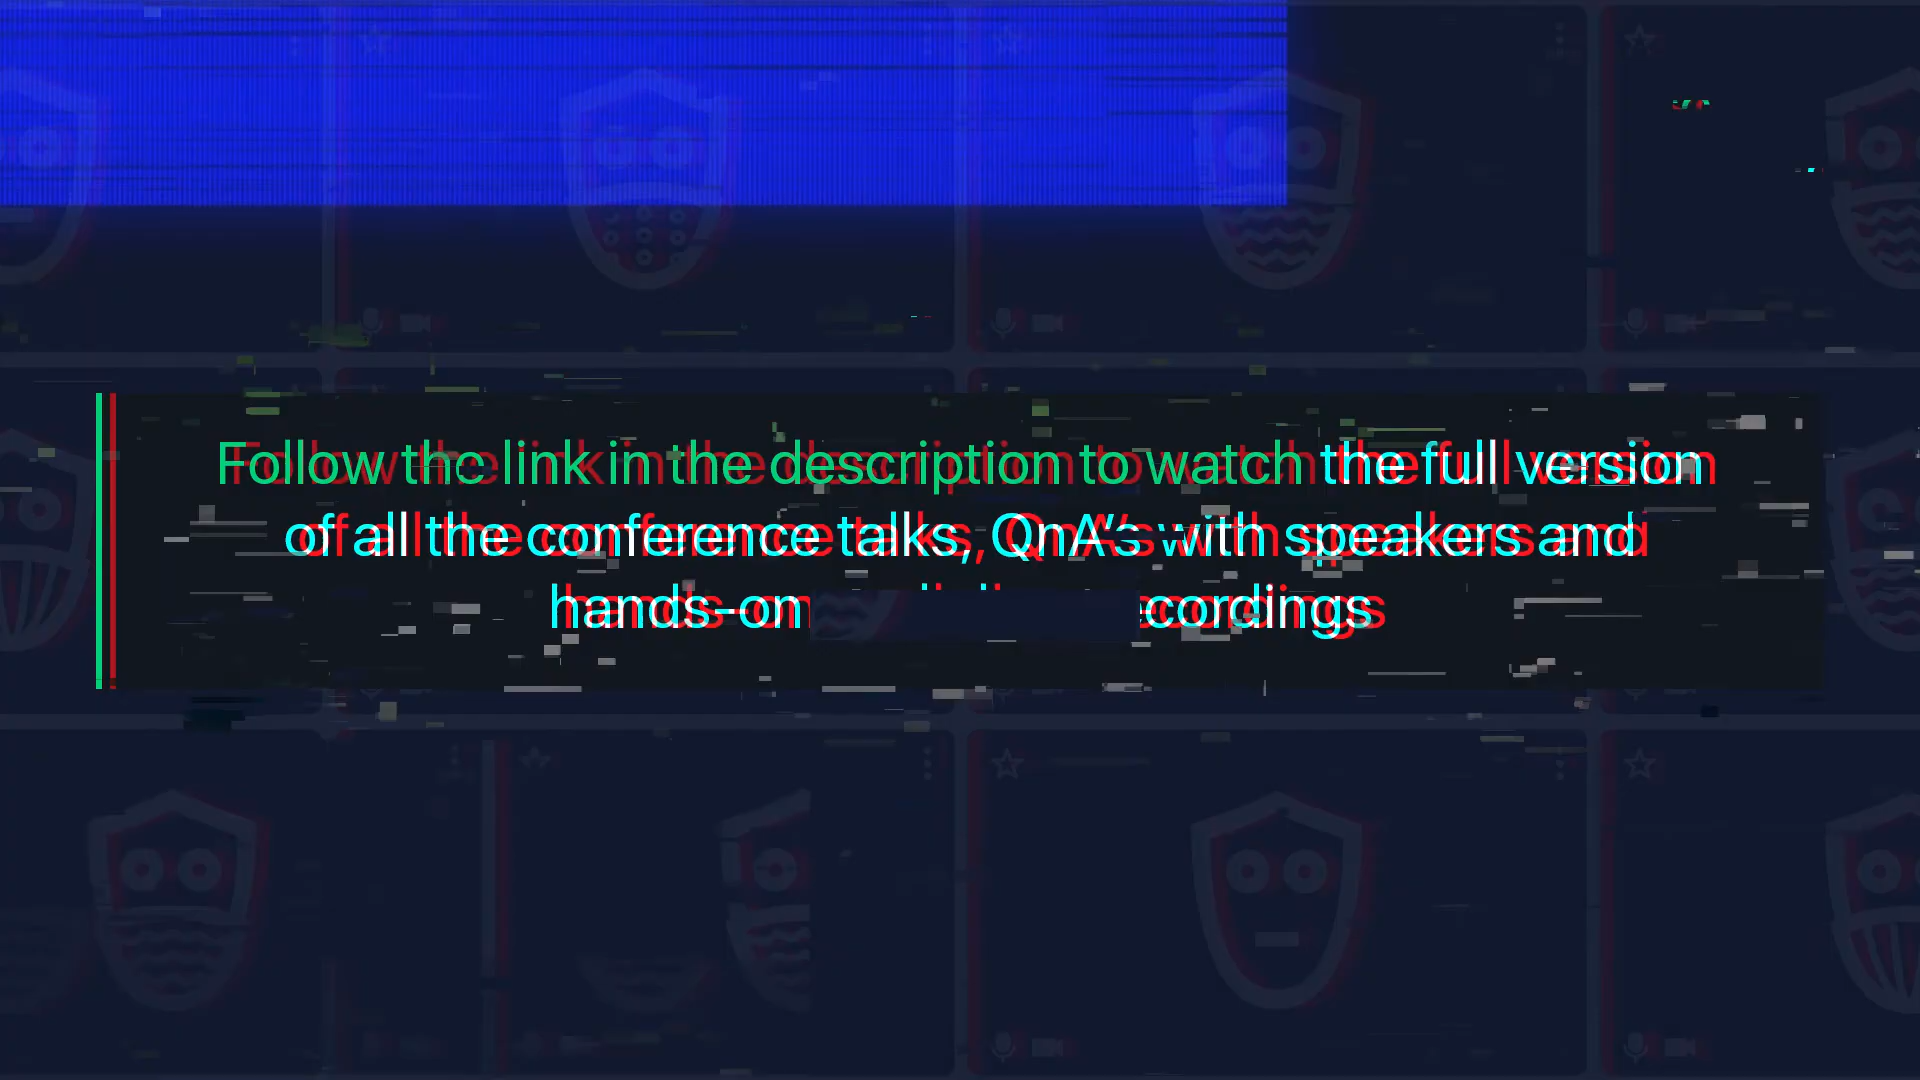 Follow the link in the description to watch the full version
of all the conference talks, QnA's with speakers and
hands-on